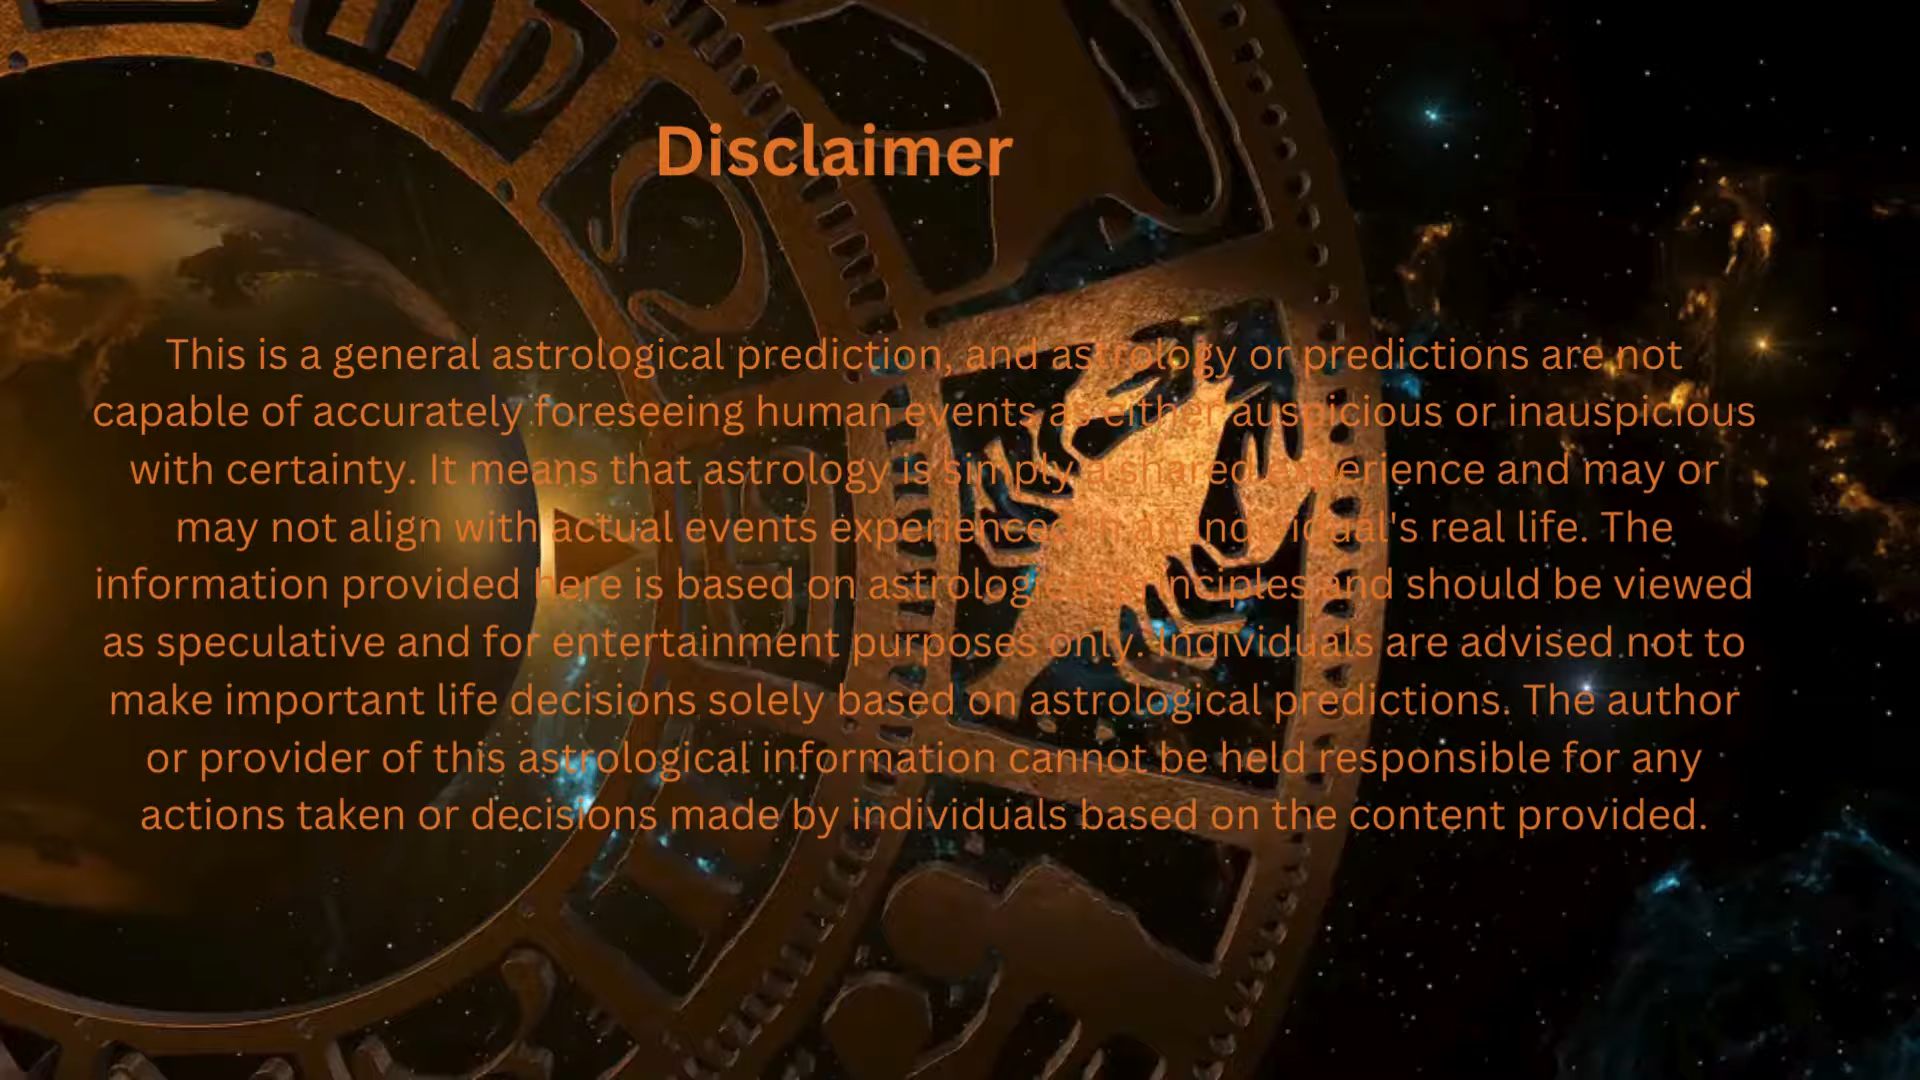 Disclaimer
This is a general astrological prediction, and astrology or predictions are not
capable of accurately foreseeing human events as either auspicious or inauspicious
with certainty. It means that astrology is simply a shared experience and may or
may not align with actual events experienced in an individual's real life. The
information provided here is based on astrological principles and should be viewed
as speculative and for entertainment purposes only. Individuals are advised not to
make important life decisions solely based on astrological predictions. The author
or provider of this astrological information cannot be held responsible for any
actions taken or decisions made by individuals based on the content provided.